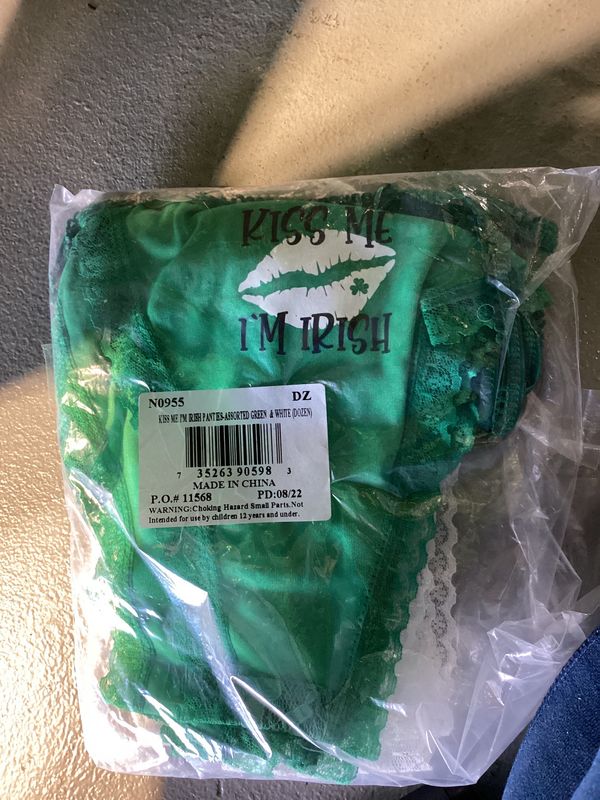 KISS ME
I'M IRISH
N0955 DZ
KISS ME I'M IRISH PANTIES-ASSORTED GREEN & WHITE (DOZEN)
7 35263 90598 3
MADE IN CHINA
P.O.# 11568 PD:08/22
WARNING:Choking Hazard Small Parts.Not
Intended for use by children 12 years and under.